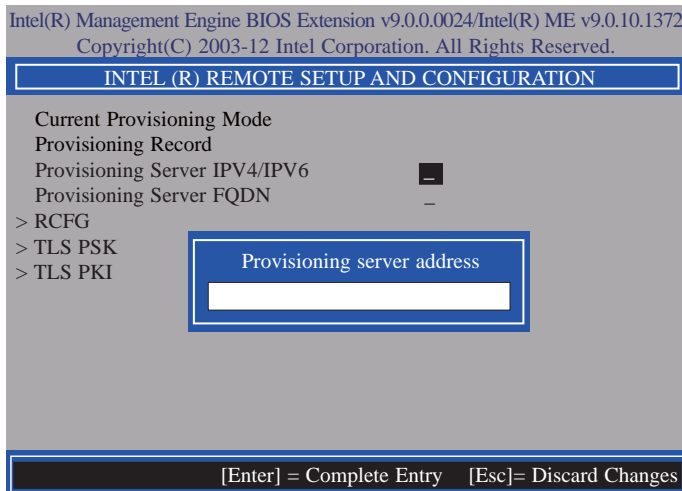 Intel(R) Management Engine BIOS Extension v9.0.0.0024/Intel(R) ME v9.0.10.1372
Copyright(C) 2003-12 Intel Corporation. All Rights Reserved.
INTEL (R) REMOTE SETUP AND CONFIGURATION
Current Provisioning Mode
Provisioning Record
Provisioning Server IPV4/IPV6 _
Provisioning Server FQDN _
> RCFG
> TLS PSK
> TLS PKI
Provisioning server address
[Enter] = Complete Entry [Esc]= Discard Changes